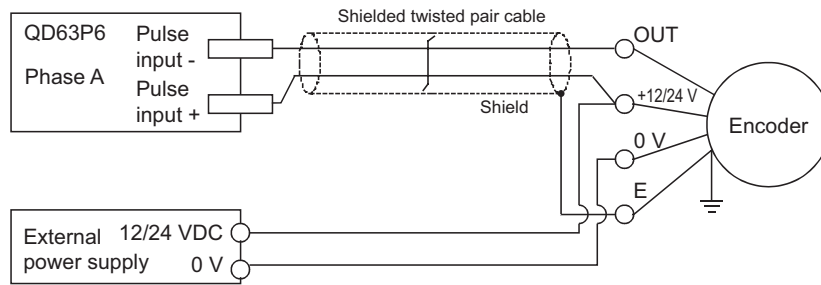 Shielded twisted pair cable
QD63P6
Phase A
Pulse
input -
Pulse
input +
Shield
OUT
+12/24 V
0 V
E
Encoder
External
power supply
12/24 VDC
0 V